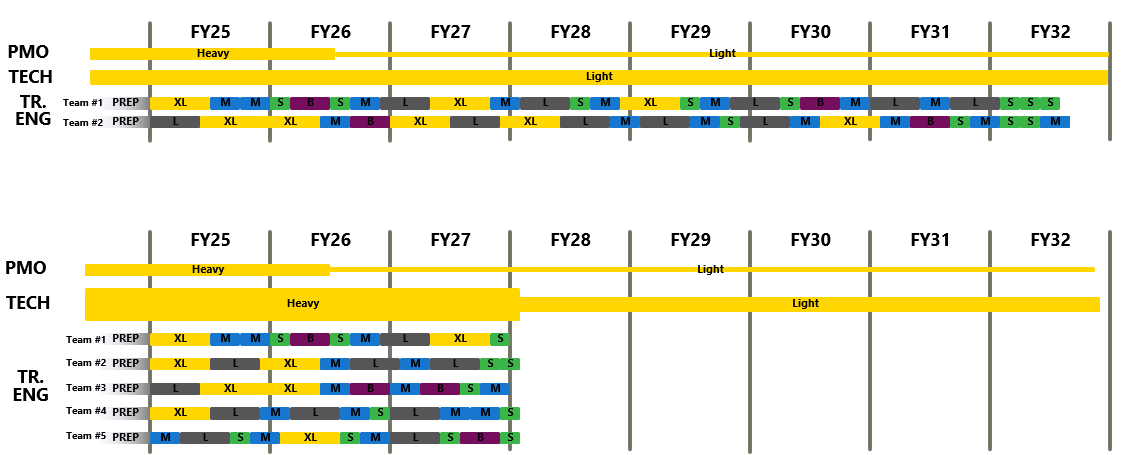 FY25 FY26 FY27 FY28 FY29 FY30 FY31 FY32
PMO Heavy Light
TECH Light
TR. ENG
Team #1 PREP XL M M S B S M L XL M L S M XL S M L S B M L M L S S S
Team #2 PREP L XL XL M B XL L XL L M L M S L M XL M B S M S S M
FY25 FY26 FY27 FY28 FY29 FY30 FY31 FY32
PMO Heavy Light
TECH Heavy Light
TR. ENG
Team #1 PREP XL M M S B S M L XL S
Team #2 PREP XL L XL M L M L S S
Team #3 PREP L XL XL M B M B S M
Team #4 PREP XL L M L M S L M M S
Team #5 PREP M L S M XL S M L S B S